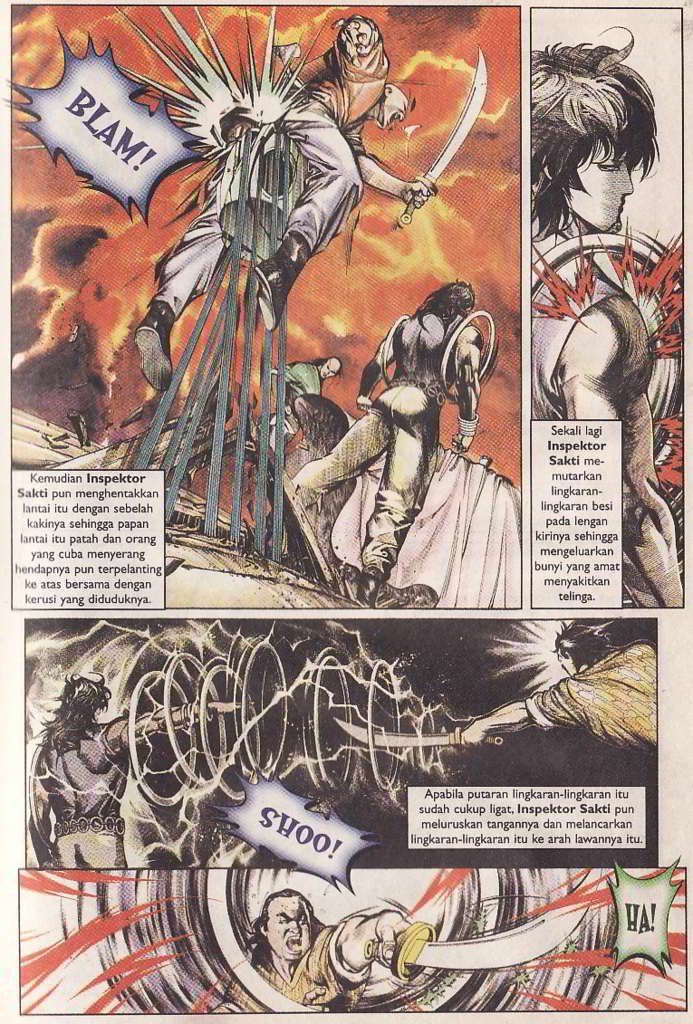 BLAM!
Kemudian Inspektor
Sakti pun menghentakkan
lantai itu dengan sebelah
kakinya sehingga papan
lantai itu patah dan orang
yang cuba menyerang
hendapnya pun terpelanting
ke atas bersama dengan
kerusi yang diduduknya.
Sekali lagi
Inspektor
Sakti me-
mutarkan
lingkaran-
lingkaran besi
pada lengan
kirinya sehingga
mengeluarkan
bunyi yang amat
menyakitkan
telinga.
Apabila putaran lingkaran-lingkaran itu
sudah cukup ligat, Inspektor Sakti pun
meluruskan tangannya dan melancarkan
lingkaran-lingkaran itu ke arah lawannya itu.
SHOO!
HA!